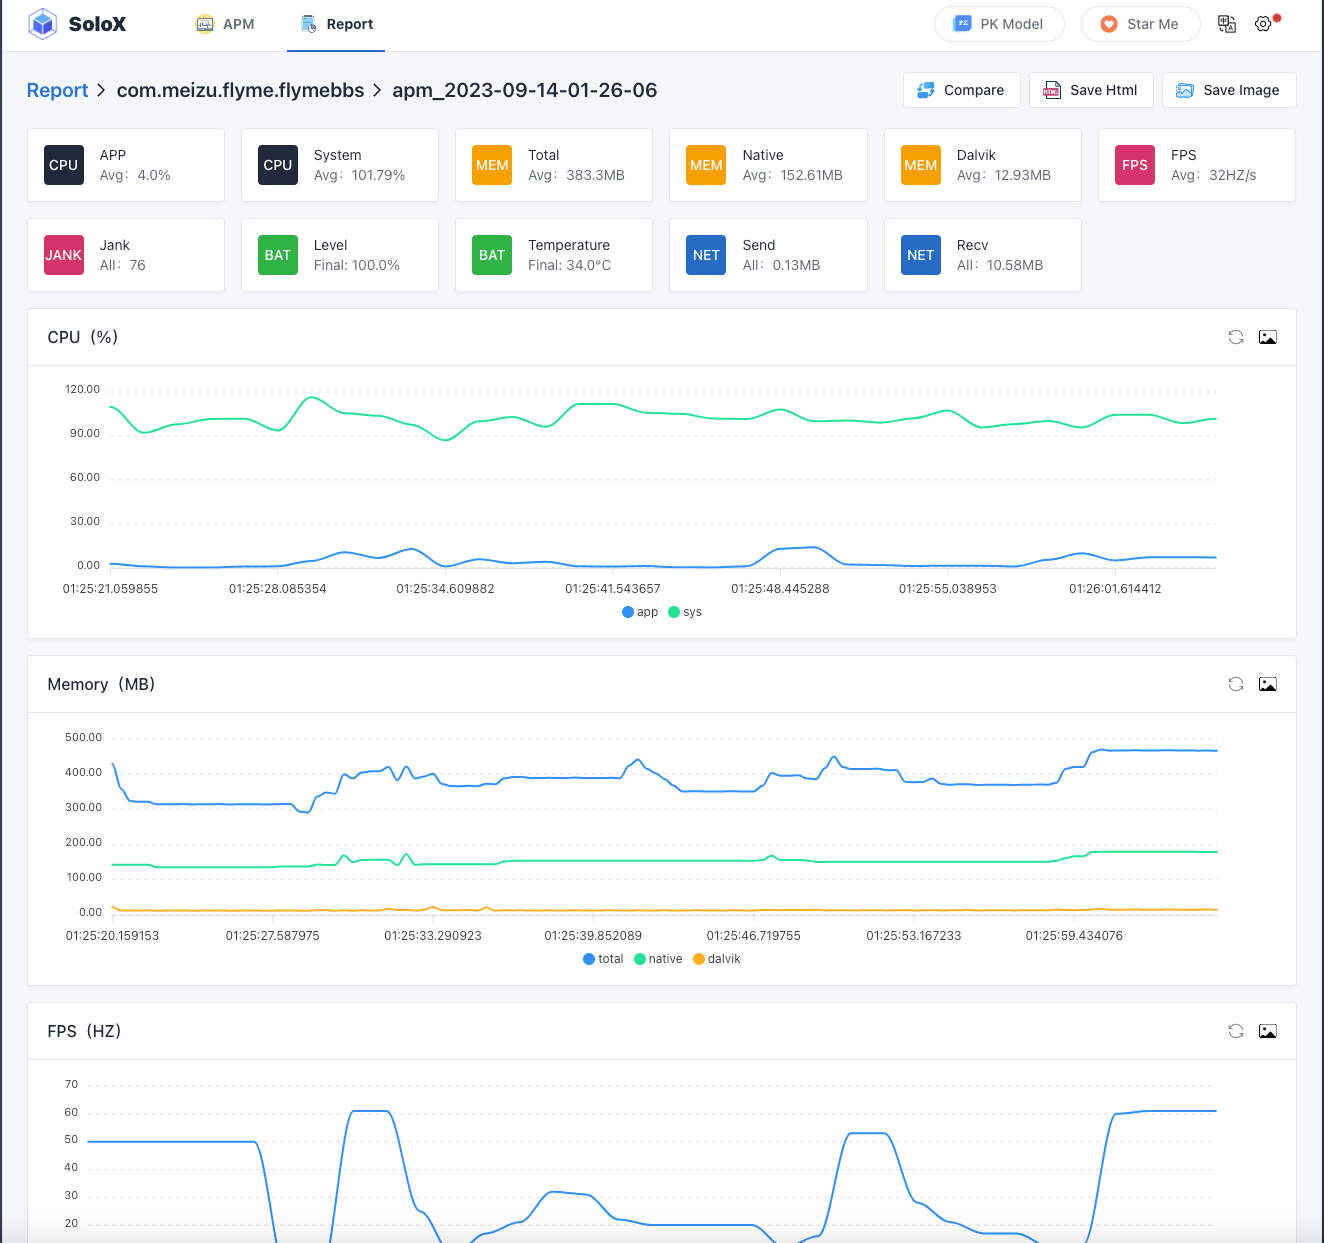 SoloX
APM
Report
PK
PK Model
Star Me
Report > com.meizu.flyme.flymebbs > apm_2023-09-14-01-26-06
Compare
Save Html
Save Image
CPU
APP
Avg: 4.0%
CPU
System
Avg: 101.79%
MEM
Total
Avg: 383.3MB
MEM
Native
Avg: 152.61MB
MEM
Dalvik
Avg: 12.93MB
FPS
FPS
Avg: 32HZ/s
JANK
Jank
All: 76
BAT
Level
Final: 100.0%
BAT
Temperature
Final: 34.0°C
NET
Send
All: 0.13MB
NET
Recv
All: 10.58MB
CPU (%)
120.00
90.00
60.00
30.00
0.00
01:25:21.059855 01:25:28.085354 01:25:34.609882 01:25:41.543657 01:25:48.445288 01:25:55.038953 01:26:01.614412
app sys
Memory (MB)
500.00
400.00
300.00
200.00
100.00
0.00
01:25:20.159153 01:25:27.587975 01:25:33.290923 01:25:39.852089 01:25:46.719755 01:25:53.167233 01:25:59.434076
total native dalvik
FPS (HZ)
70
60
50
40
30
20